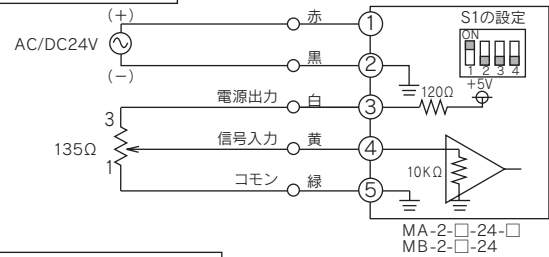 (+)
赤
①
S1の設定
ON
1 2 3 4
AC/DC24V
(−)
黒
②
+5V
電源出力
白
③
120Ω
3
135Ω
1
信号入力
黄
④
10KΩ
コモン
緑
⑤
MA-2-□-24-□
MB-2-□-24